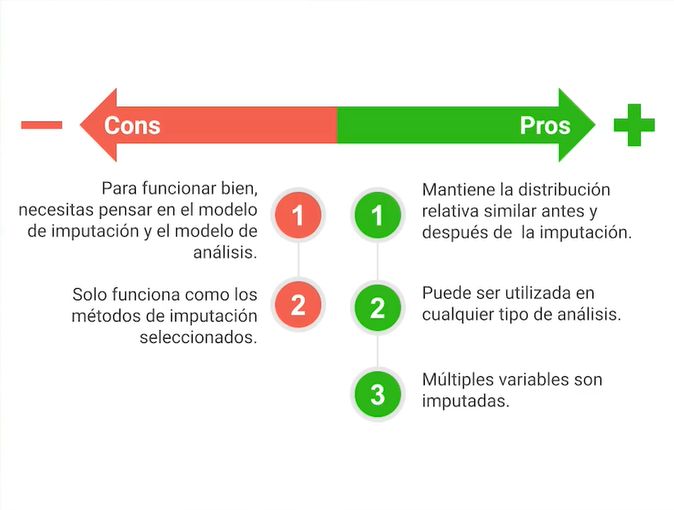 Cons
Pros
Para funcionar bien,
necesitas pensar en el modelo
de imputación y el modelo de
análisis.
1
Solo funciona como los
métodos de imputación
seleccionados.
2
1
Mantiene la distribución
relativa similar antes y
después de la imputación.
2
Puede ser utilizada en
cualquier tipo de análisis.
3
Múltiples variables son
imputadas.